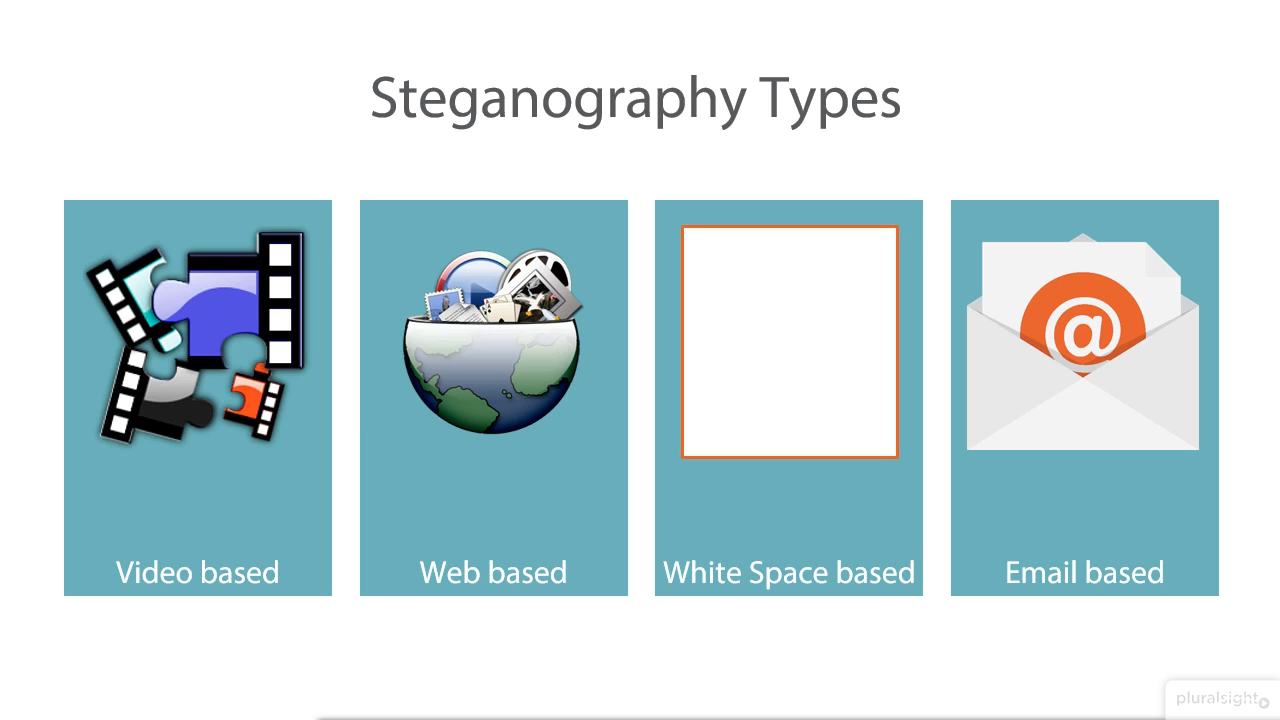 Steganography Types
Video based
Web based
White Space based
Email based
@
pluralsight